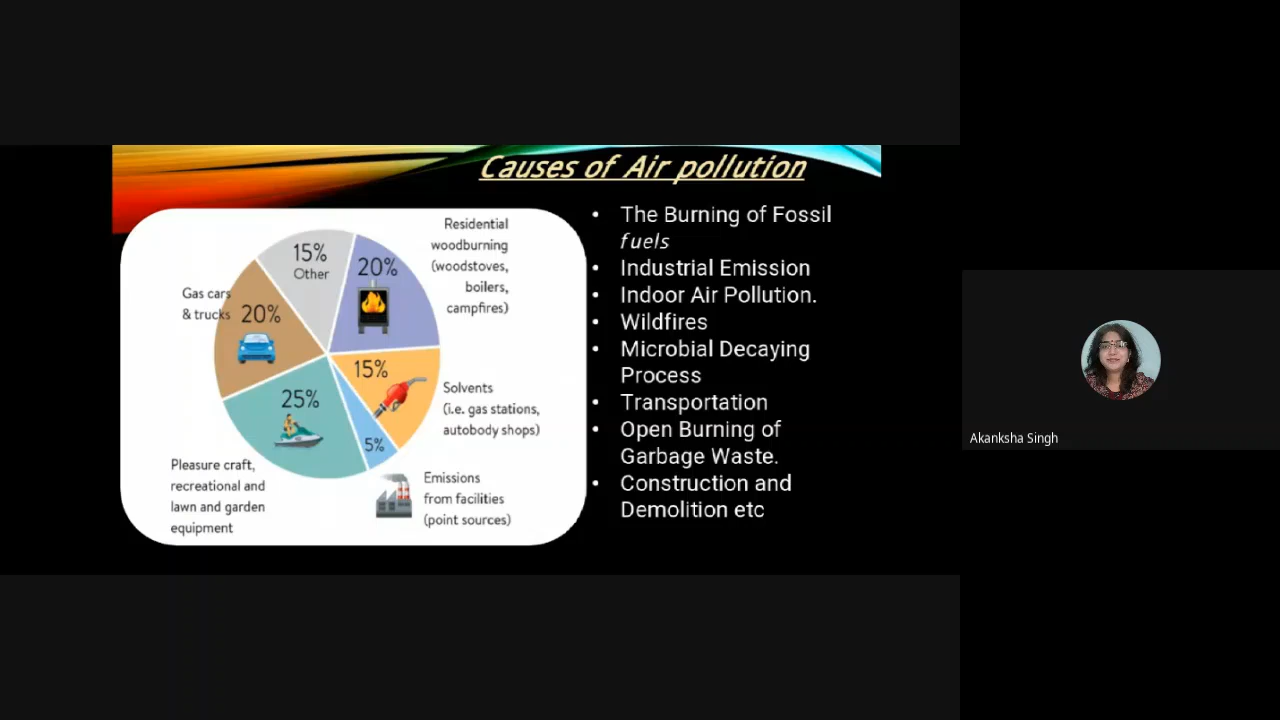 Causes of Air pollution
15%
Other
20%
Residential
woodburning
(woodstoves,
boilers,
campfires)
Gas cars
& trucks
20%
15%
Solvents
(i.e. gas stations,
autobody shops)
25%
5%
Pleasure craft,
recreational and
lawn and garden
equipment
Emissions
from facilities
(point sources)
• The Burning of Fossil
fuels
• Industrial Emission
• Indoor Air Pollution.
• Wildfires
• Microbial Decaying
Process
• Transportation
• Open Burning of
Garbage Waste.
• Construction and
Demolition etc
Akanksha Singh